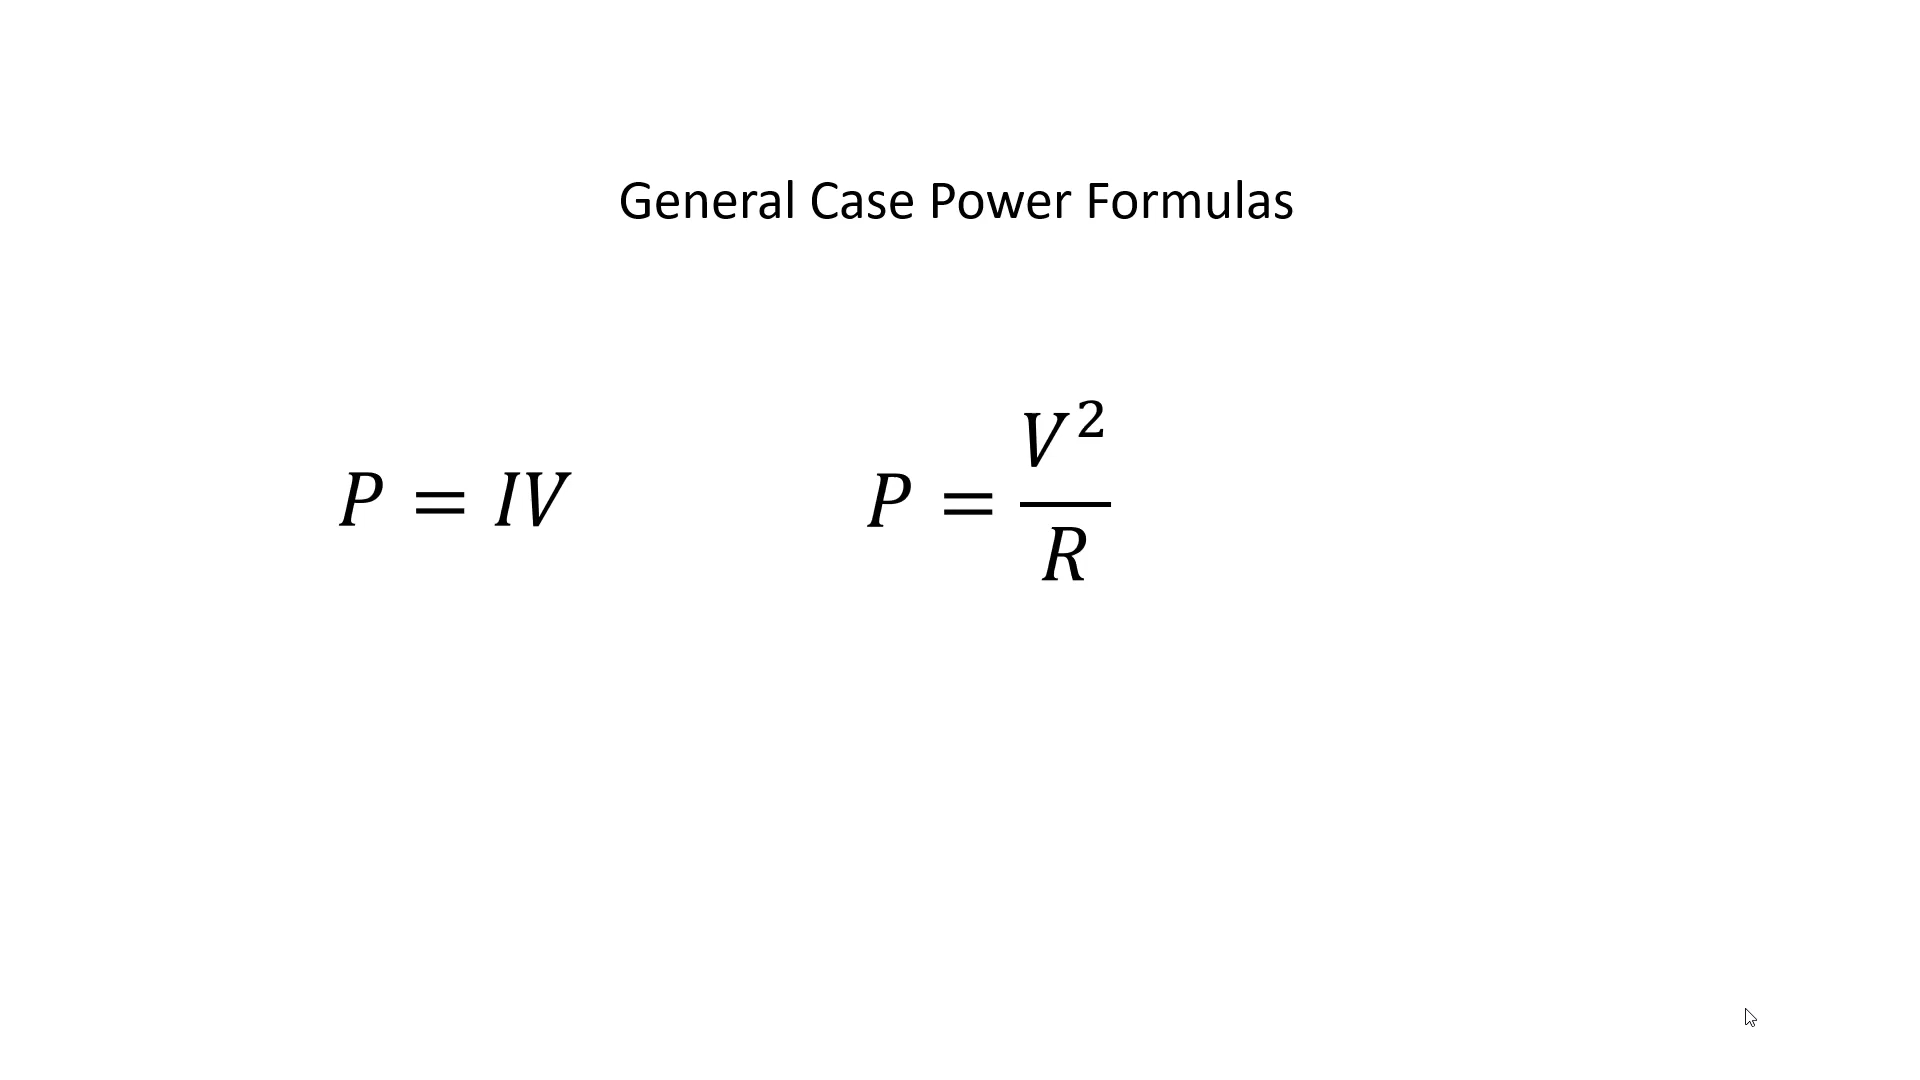 General Case Power Formulas
P = IV
P = V²/R